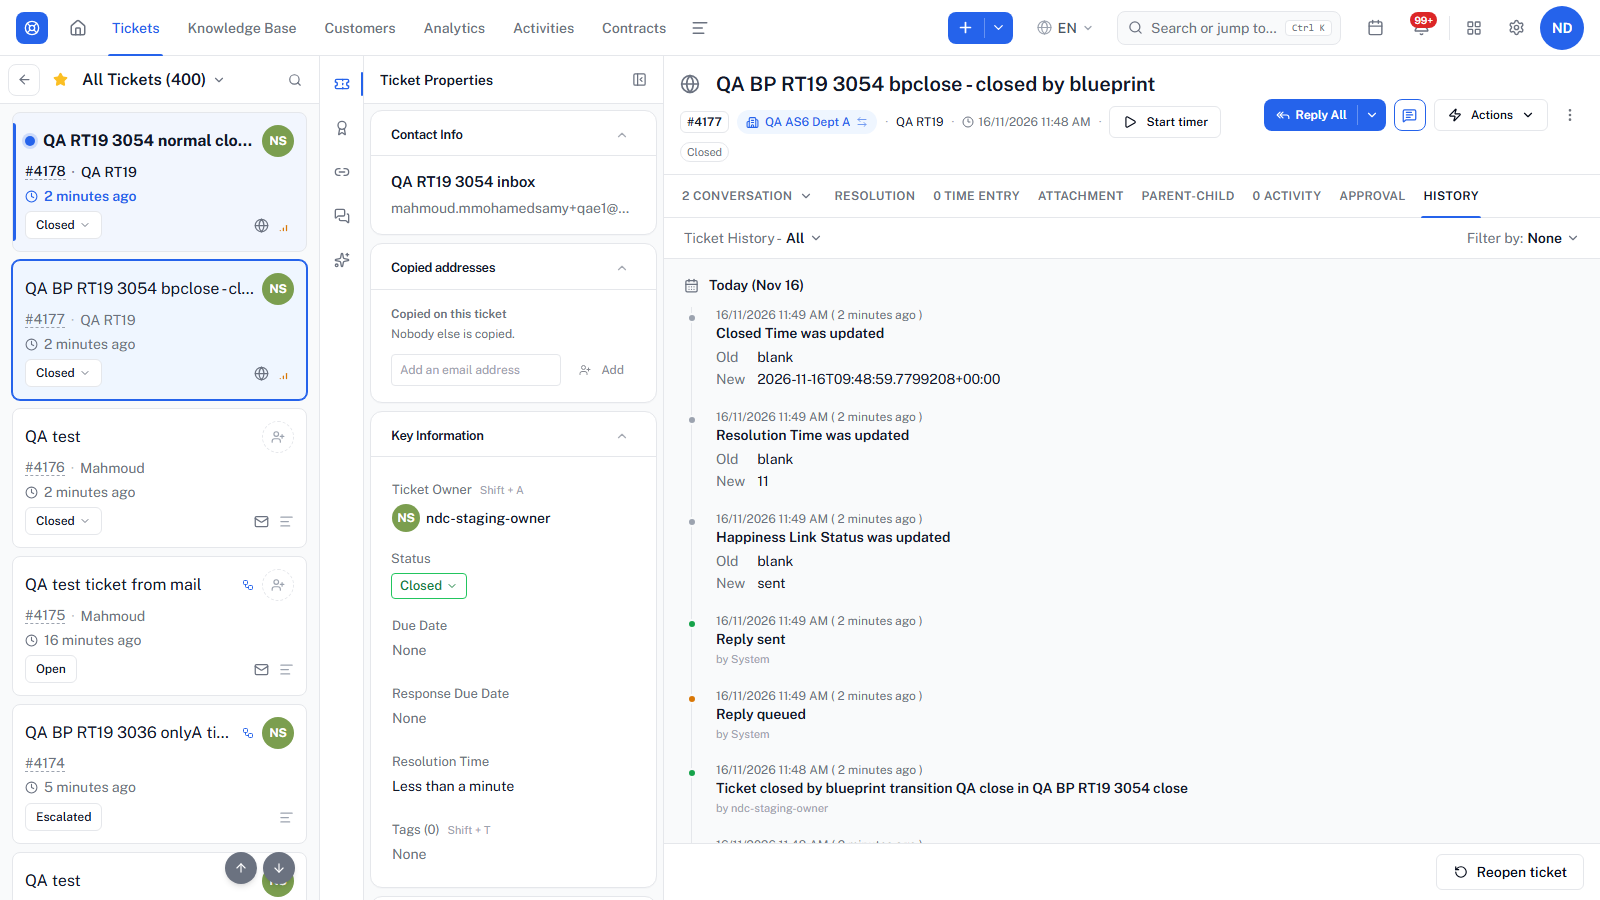 Tickets
Knowledge Base
Customers
Analytics
Activities
Contracts
EN
Search or jump to...
Ctrl K
99+
ND
All Tickets (400)
QA RT19 3054 normal clo...
NS
#4178 · QA RT19
2 minutes ago
Closed
QA BP RT19 3054 bpclose - cl...
NS
#4177 · QA RT19
2 minutes ago
Closed
QA test
#4176 · Mahmoud
2 minutes ago
Closed
QA test ticket from mail
#4175 · Mahmoud
16 minutes ago
Open
QA BP RT19 3036 onlyA ti...
NS
#4174
5 minutes ago
Escalated
QA test
Ticket Properties
Contact Info
QA RT19 3054 inbox
mahmoud.mmohamedsamy+qae1@...
Copied addresses
Copied on this ticket
Nobody else is copied.
Add an email address
Add
Key Information
Ticket Owner Shift + A
NS ndc-staging-owner
Status
Closed
Due Date
None
Response Due Date
None
Resolution Time
Less than a minute
Tags (0) Shift + T
None
QA BP RT19 3054 bpclose - closed by blueprint
#4177
QA AS6 Dept A
· QA RT19 · 16/11/2026 11:48 AM ·
Start timer
Closed
Reply All
Actions
2 CONVERSATION
RESOLUTION
0 TIME ENTRY
ATTACHMENT
PARENT-CHILD
0 ACTIVITY
APPROVAL
HISTORY
Ticket History - All
Filter by: None
Today (Nov 16)
16/11/2026 11:49 AM ( 2 minutes ago )
Closed Time was updated
Old blank
New 2026-11-16T09:48:59.7799208+00:00
16/11/2026 11:49 AM ( 2 minutes ago )
Resolution Time was updated
Old blank
New 11
16/11/2026 11:49 AM ( 2 minutes ago )
Happiness Link Status was updated
Old blank
New sent
16/11/2026 11:49 AM ( 2 minutes ago )
Reply sent
by System
16/11/2026 11:49 AM ( 2 minutes ago )
Reply queued
by System
16/11/2026 11:48 AM ( 2 minutes ago )
Ticket closed by blueprint transition QA close in QA BP RT19 3054 close
by ndc-staging-owner
Reopen ticket